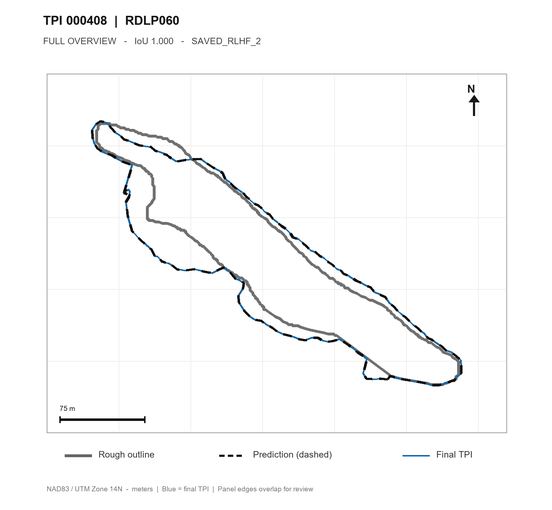 TPI 000408 | RDLP060
FULL OVERVIEW - IoU 1.000 - SAVED_RLHF_2
N
75 m
Rough outline
Prediction (dashed)
Final TPI
NAD83 / UTM Zone 14N - meters | Blue = final TPI | Panel edges overlap for review